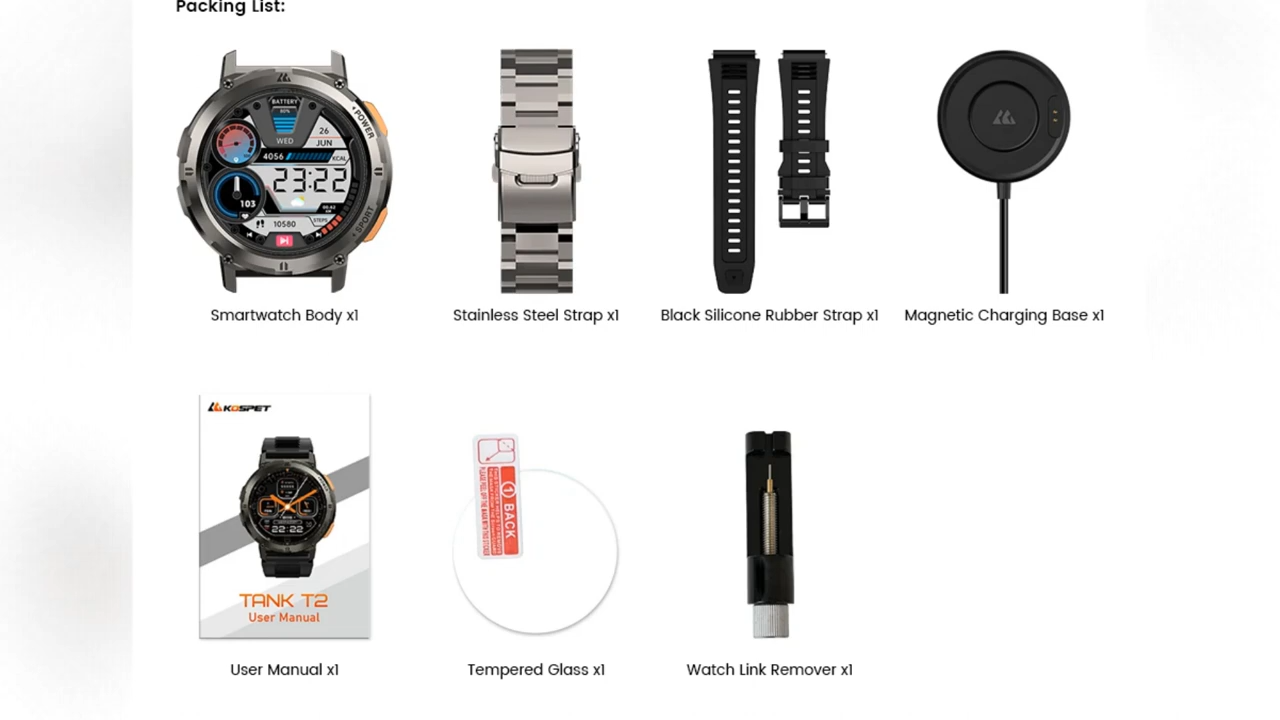 Packing List:
BATTERY
80%
WED
26
JUN
4056
KCAL
23:22
103
10580
STEPS
POWER
SPORT
Smartwatch Body x1
Stainless Steel Strap x1
Black Silicone Rubber Strap x1
Magnetic Charging Base x1
KOSPET
TANK T2
User Manual
1 BACK
User Manual x1
Tempered Glass x1
Watch Link Remover x1